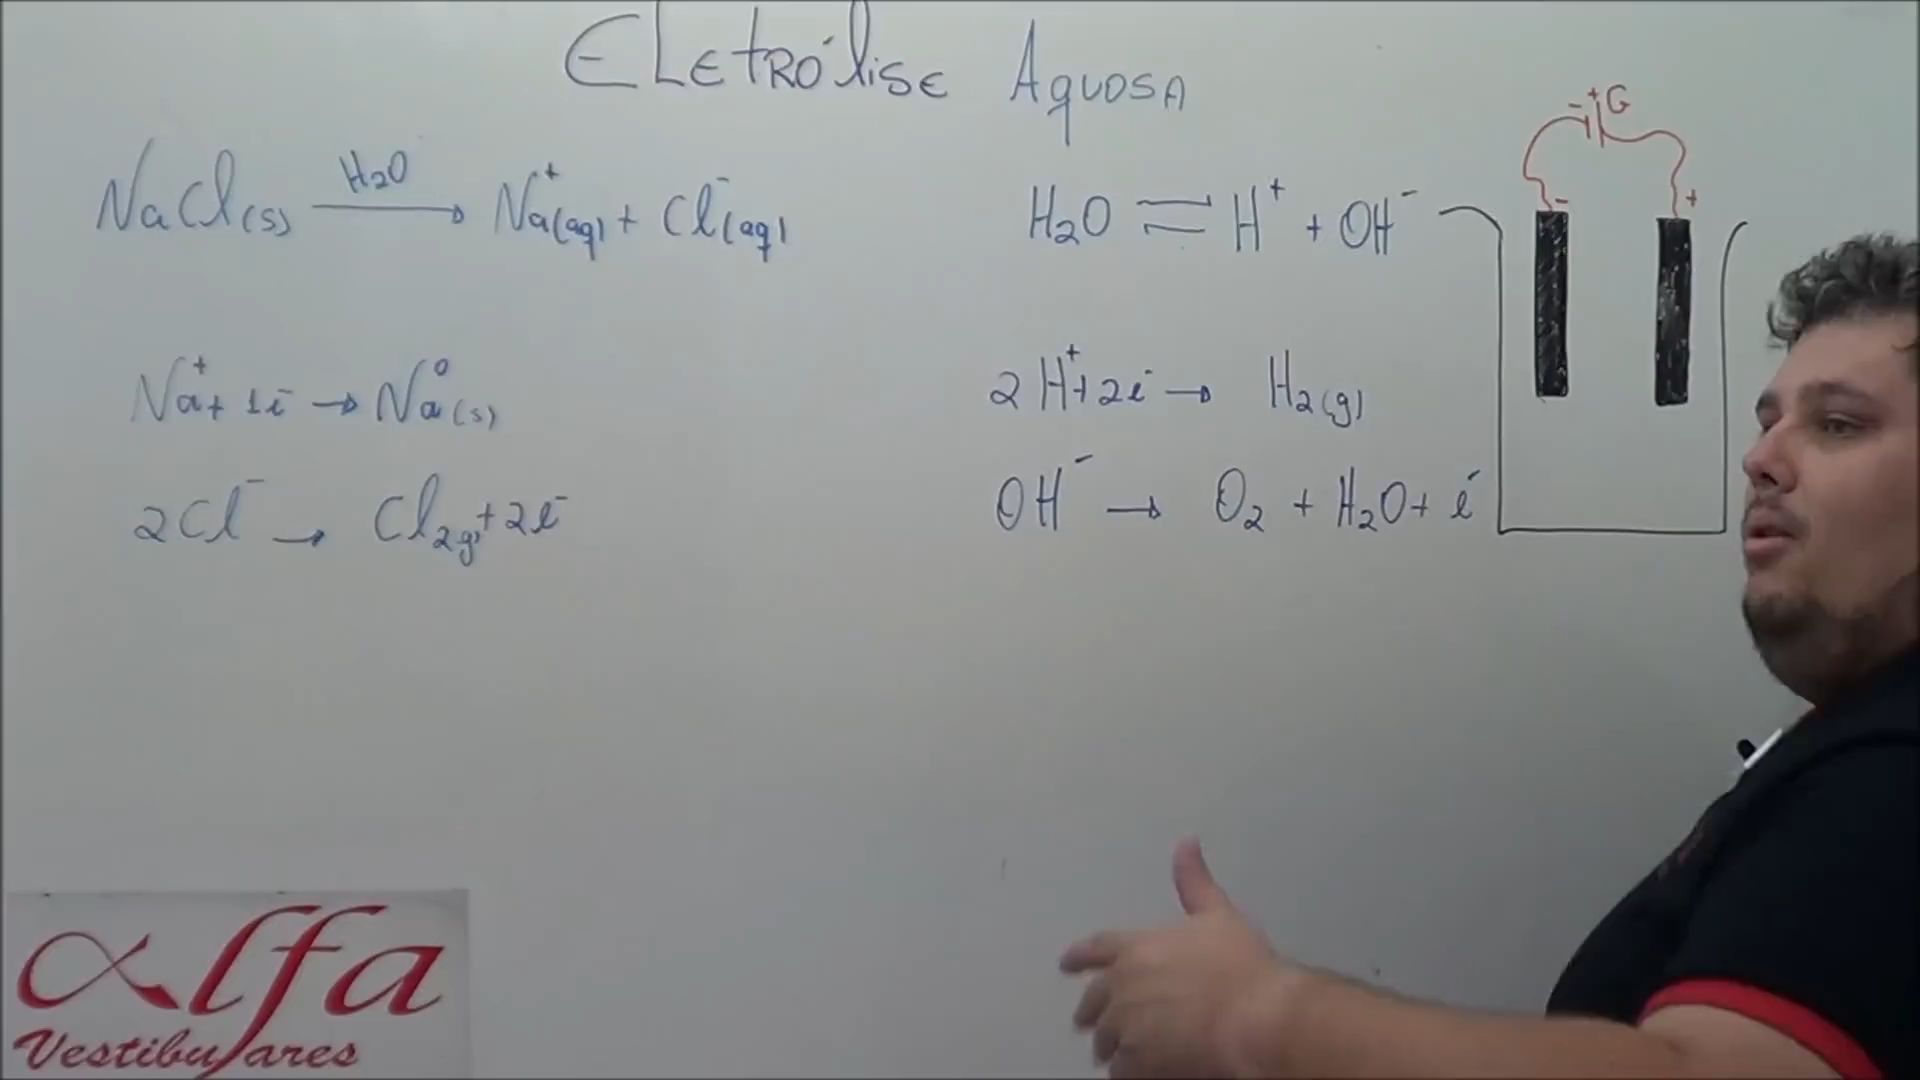 Eletrólise Aquosa
NaCl(s) —H₂O→ Na⁺(aq) + Cl⁻(aq)
H₂O ⇌ H⁺ + OH⁻
- + G
- +
Na⁺ + 1e⁻ → Na⁰(s)
2H⁺ + 2e⁻ → H₂(g)
2Cl⁻ → Cl₂(g) + 2e⁻
OH⁻ → O₂ + H₂O + e⁻
αlfa
Vestibulares